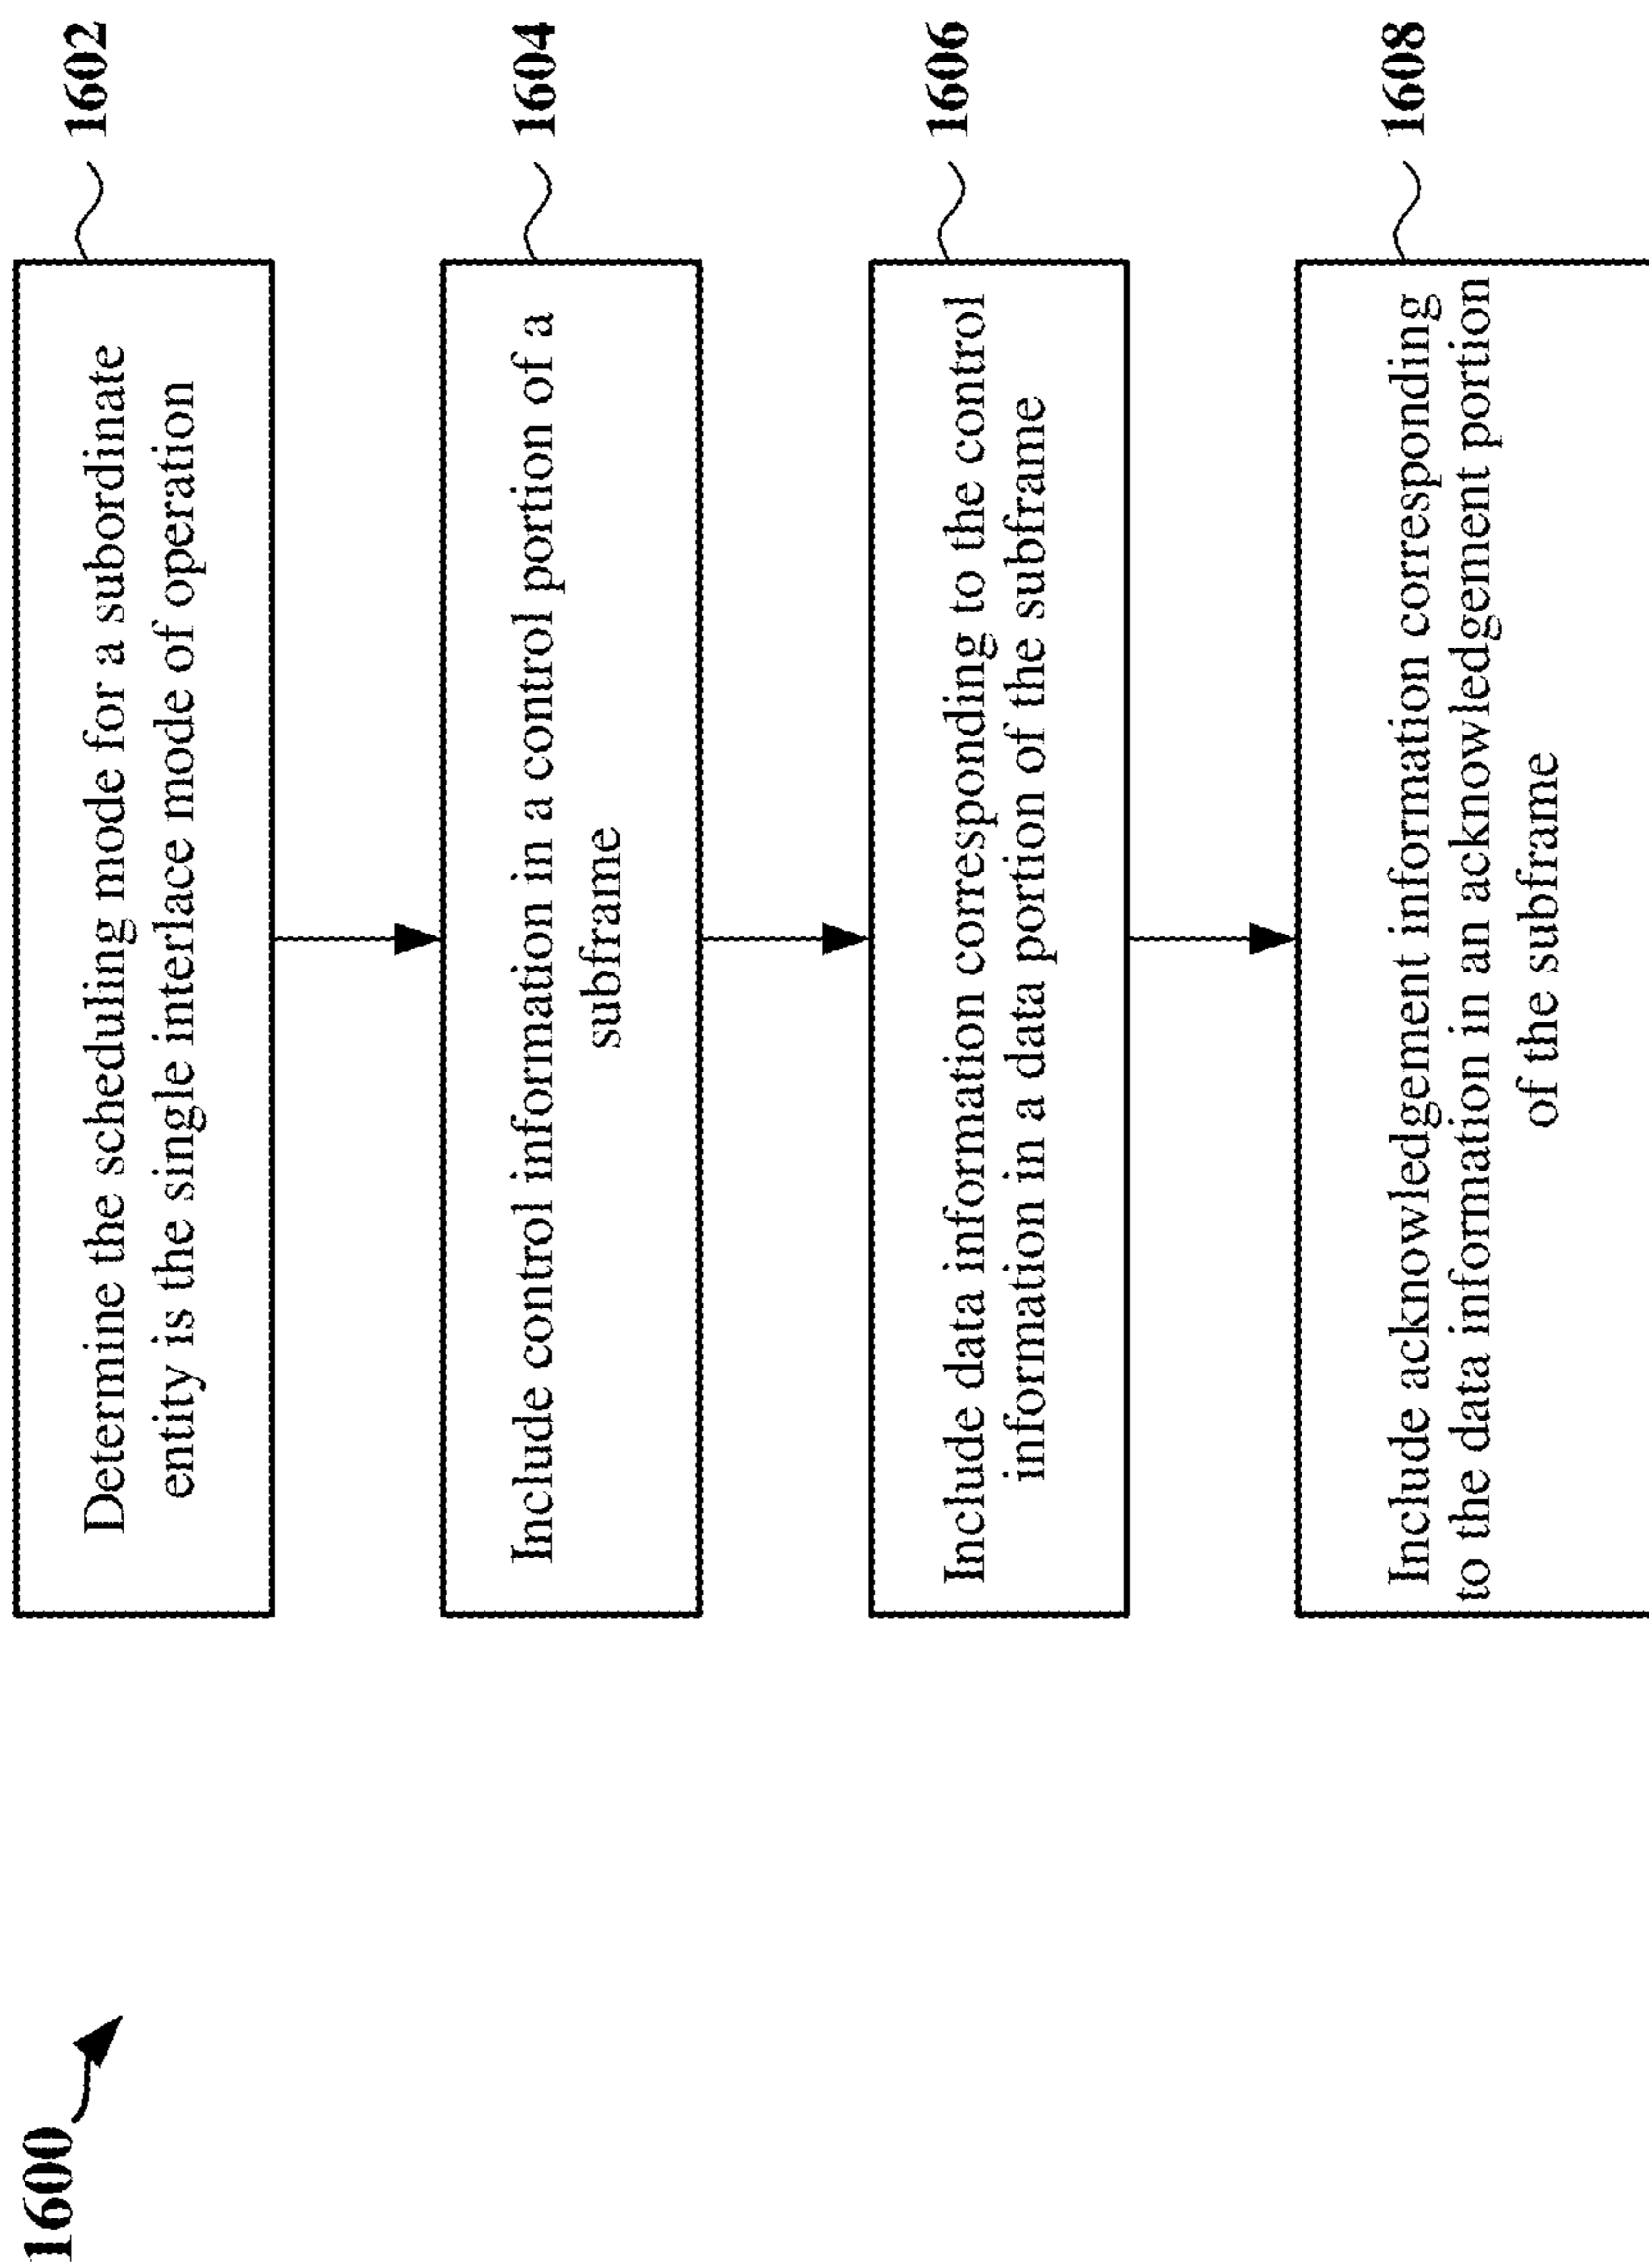 1600
Determine the scheduling mode for a subordinate
entity is the single interlace mode of operation
1602
Include control information in a control portion of a
subframe
1604
Include data information corresponding to the control
information in a data portion of the subframe
1606
Include acknowledgement information corresponding
to the data information in an acknowledgement portion
of the subframe
1608